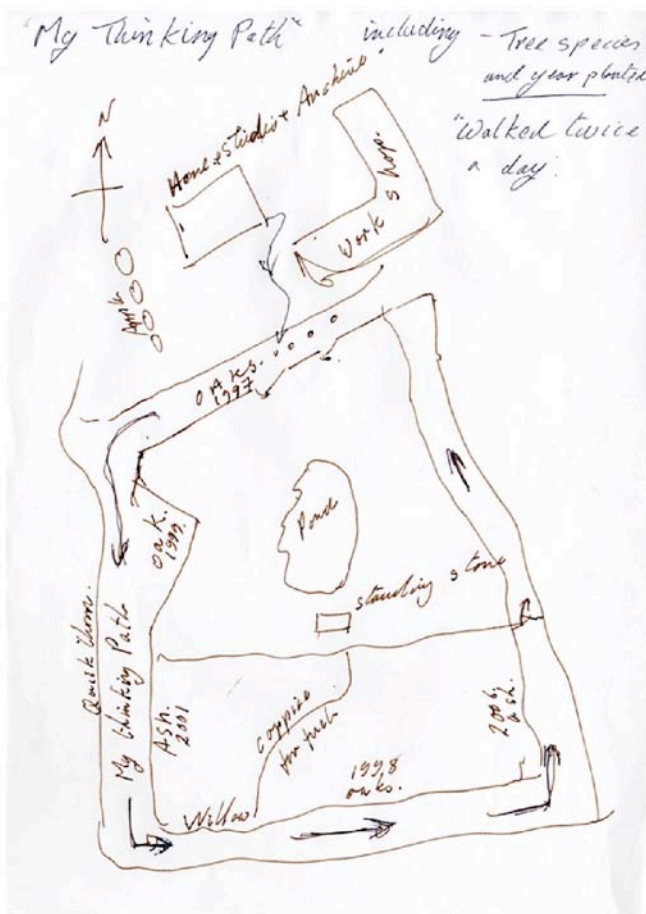 "My Thinking Path"
including - Tree species
and year planted
"Walked twice
a day.
N
Home + Studio + Archive.
Work shop.
Apple
OAKS.
1997
oak.
1999.
Pond
standing stone
Quick thorn.
My thinking Path
Ash.
2001
coppice
for fuel
2006
ash.
1998
oaks.
Willow